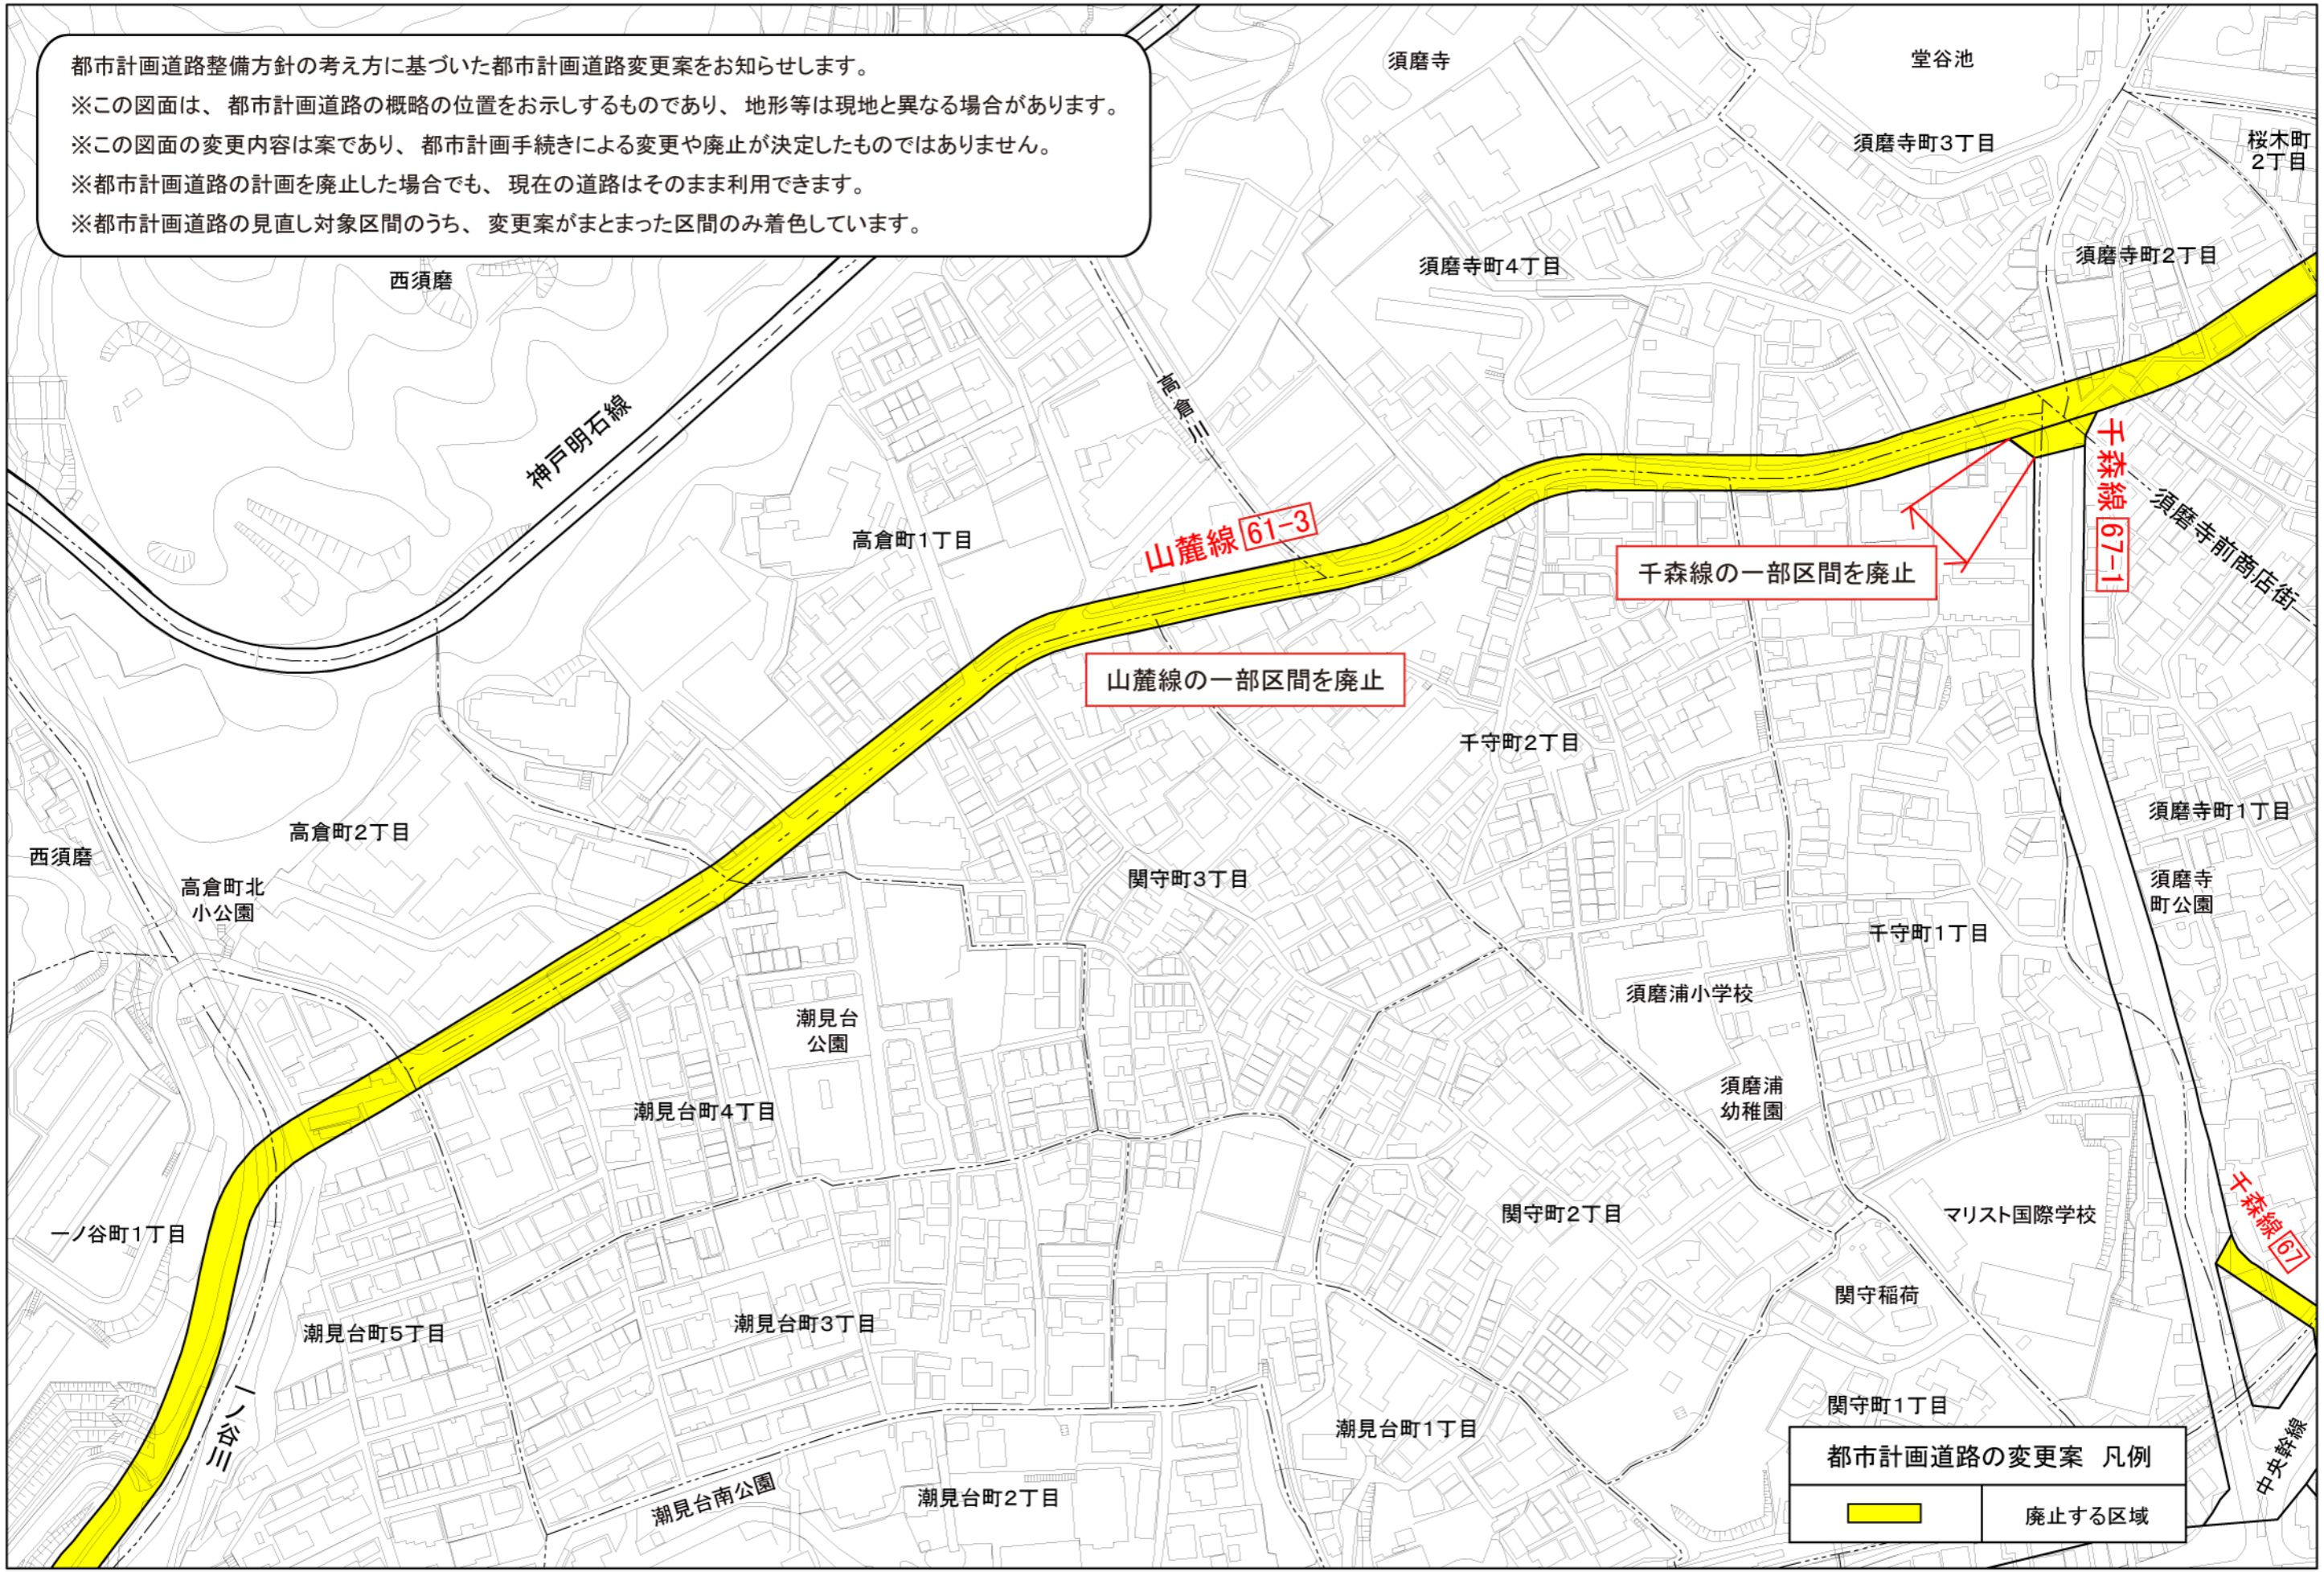 都市計画道路整備方針の考え方に基づいた都市計画道路変更案をお知らせします。
※この図面は、都市計画道路の概略の位置をお示しするものであり、地形等は現地と異なる場合があります。
※この図面の変更内容は案であり、都市計画手続きによる変更や廃止が決定したものではありません。
※都市計画道路の計画を廃止した場合でも、現在の道路はそのまま利用できます。
※都市計画道路の見直し対象区間のうち、変更案がまとまった区間のみ着色しています。
須磨寺
堂谷池
須磨寺町3丁目
桜木町
2丁目
須磨寺町2丁目
須磨寺町4丁目
西須磨
神戸明石線
高倉川
千森線 67-1
須磨寺前商店街
高倉町1丁目
山麓線 61-3
千森線の一部区間を廃止
山麓線の一部区間を廃止
千守町2丁目
須磨寺町1丁目
高倉町2丁目
西須磨
高倉町北
小公園
関守町3丁目
須磨寺
町公園
千守町1丁目
須磨浦小学校
潮見台
公園
須磨浦
幼稚園
潮見台町4丁目
一ノ谷町1丁目
関守町2丁目
マリスト国際学校
千森線 67
関守稲荷
潮見台町5丁目
潮見台町3丁目
一ノ谷川
関守町1丁目
潮見台町1丁目
潮見台南公園
潮見台町2丁目
中央幹線
都市計画道路の変更案 凡例
廃止する区域